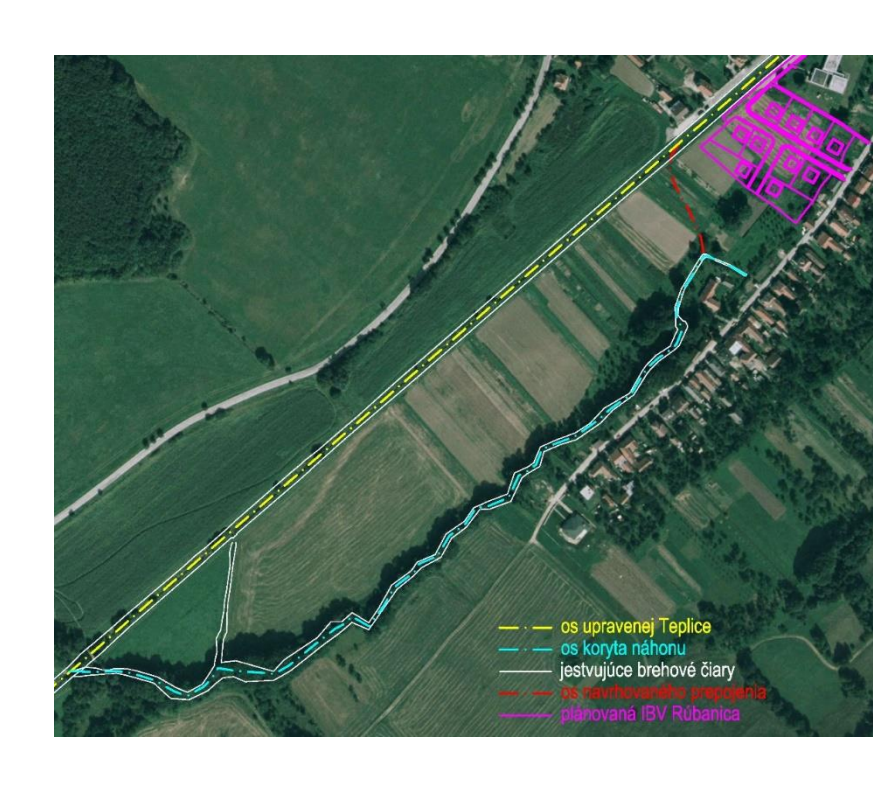 os upravenej Teplice
os koryta náhonu
jestvujúce brehové čiary
os navrhovaného prepojenia
plánovaná IBV Rúbanica